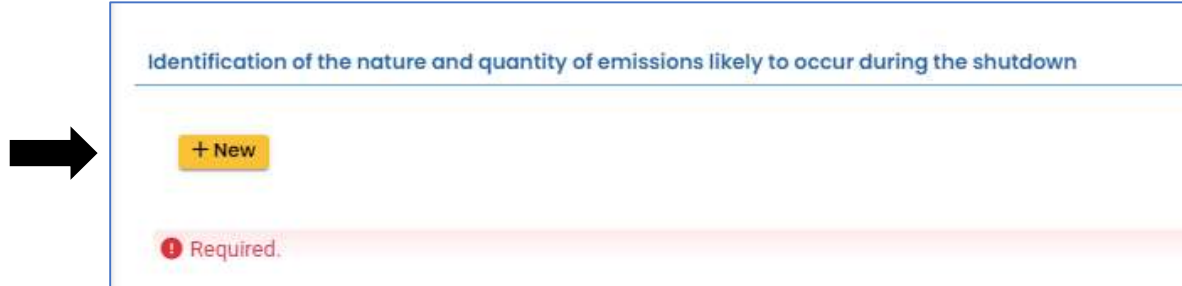 Identification of the nature and quantity of emissions likely to occur during the shutdown
+ New
Required.